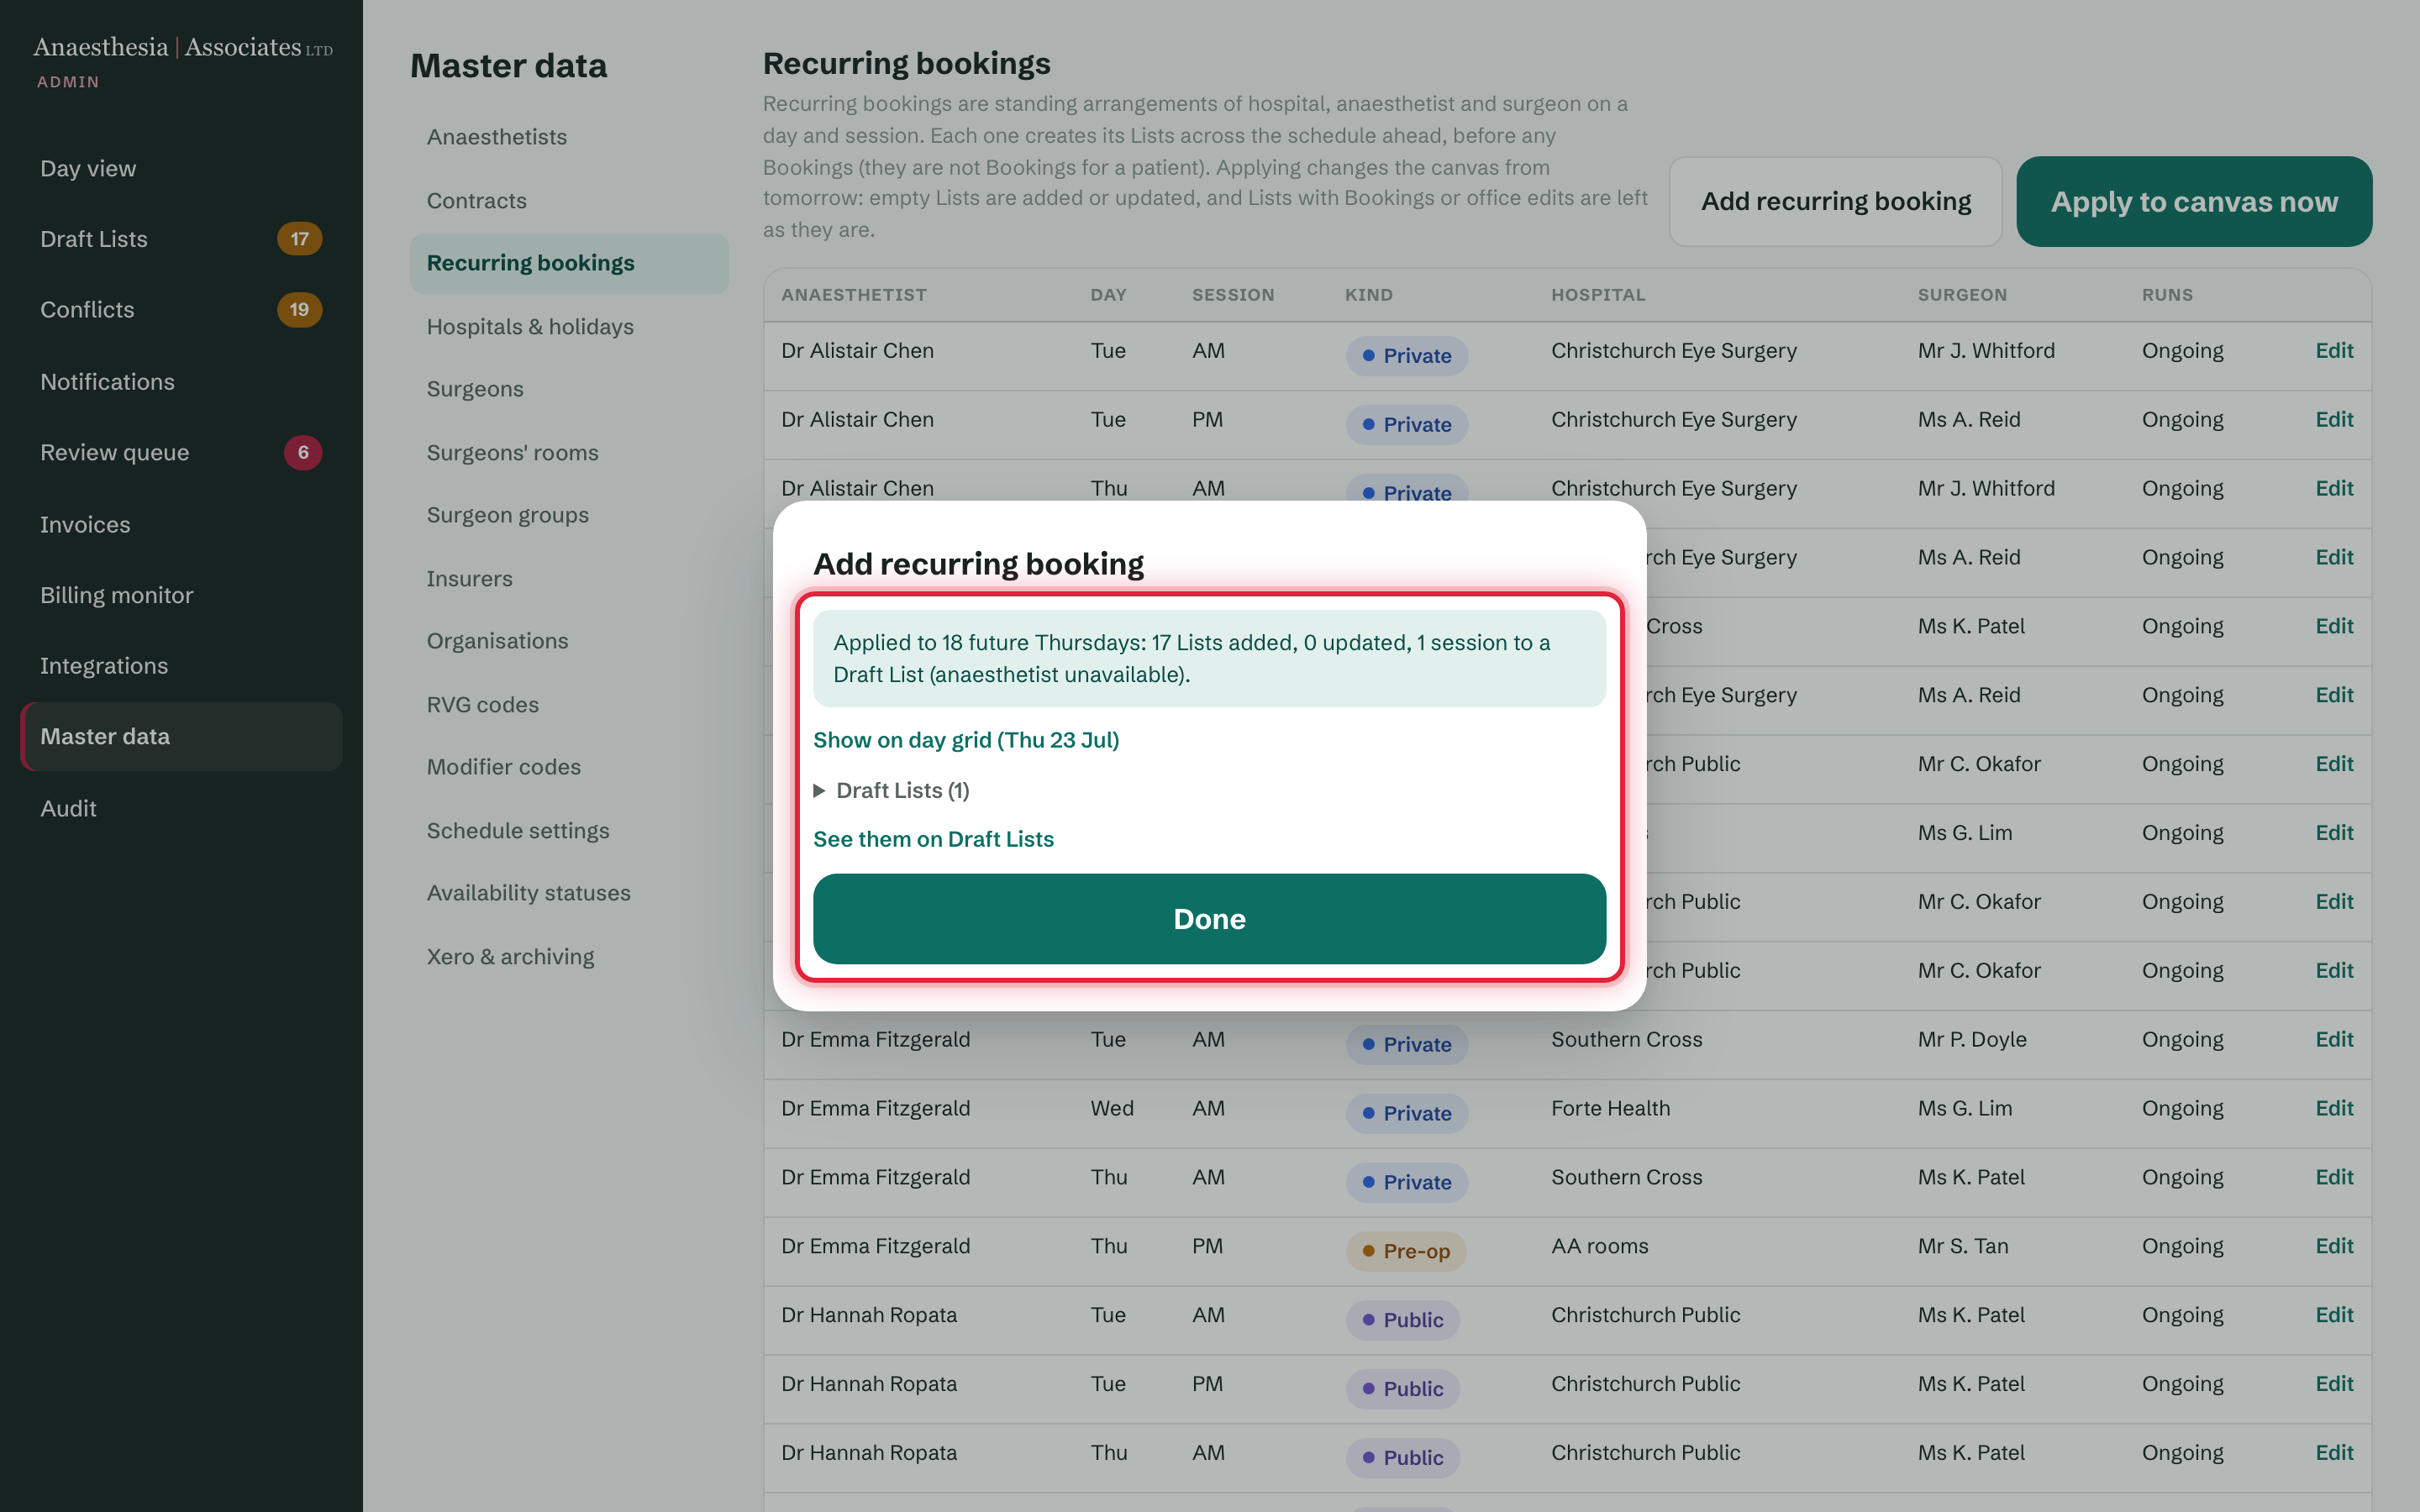 Anaesthesia | Associates LTD
ADMIN
Day view
Draft Lists 17
Conflicts 19
Notifications
Review queue 6
Invoices
Billing monitor
Integrations
Master data
Audit
Master data
Anaesthetists
Contracts
Recurring bookings
Hospitals & holidays
Surgeons
Surgeons' rooms
Surgeon groups
Insurers
Organisations
RVG codes
Modifier codes
Schedule settings
Availability statuses
Xero & archiving
Recurring bookings
Recurring bookings are standing arrangements of hospital, anaesthetist and surgeon on a
day and session. Each one creates its Lists across the schedule ahead, before any
Bookings (they are not Bookings for a patient). Applying changes the canvas from
tomorrow: empty Lists are added or updated, and Lists with Bookings or office edits are left
as they are.
Add recurring booking
Apply to canvas now
ANAESTHETIST DAY SESSION KIND HOSPITAL SURGEON RUNS
Dr Alistair Chen Tue AM Private Christchurch Eye Surgery Mr J. Whitford Ongoing Edit
Dr Alistair Chen Tue PM Private Christchurch Eye Surgery Ms A. Reid Ongoing Edit
Dr Alistair Chen Thu AM Private Christchurch Eye Surgery Mr J. Whitford Ongoing Edit
Eye Surgery Ms A. Reid Ongoing Edit
Cross Ms K. Patel Ongoing Edit
Eye Surgery Ms A. Reid Ongoing Edit
Public Mr C. Okafor Ongoing Edit
Ms G. Lim Ongoing Edit
Public Mr C. Okafor Ongoing Edit
Public Mr C. Okafor Ongoing Edit
Add recurring booking
Applied to 18 future Thursdays: 17 Lists added, 0 updated, 1 session to a
Draft List (anaesthetist unavailable).
Show on day grid (Thu 23 Jul)
Draft Lists (1)
See them on Draft Lists
Done
Dr Emma Fitzgerald Tue AM Private Southern Cross Mr P. Doyle Ongoing Edit
Dr Emma Fitzgerald Wed AM Private Forte Health Ms G. Lim Ongoing Edit
Dr Emma Fitzgerald Thu AM Private Southern Cross Ms K. Patel Ongoing Edit
Dr Emma Fitzgerald Thu PM Pre-op AA rooms Mr S. Tan Ongoing Edit
Dr Hannah Ropata Tue AM Public Christchurch Public Ms K. Patel Ongoing Edit
Dr Hannah Ropata Tue PM Public Christchurch Public Ms K. Patel Ongoing Edit
Dr Hannah Ropata Thu AM Public Christchurch Public Ms K. Patel Ongoing Edit